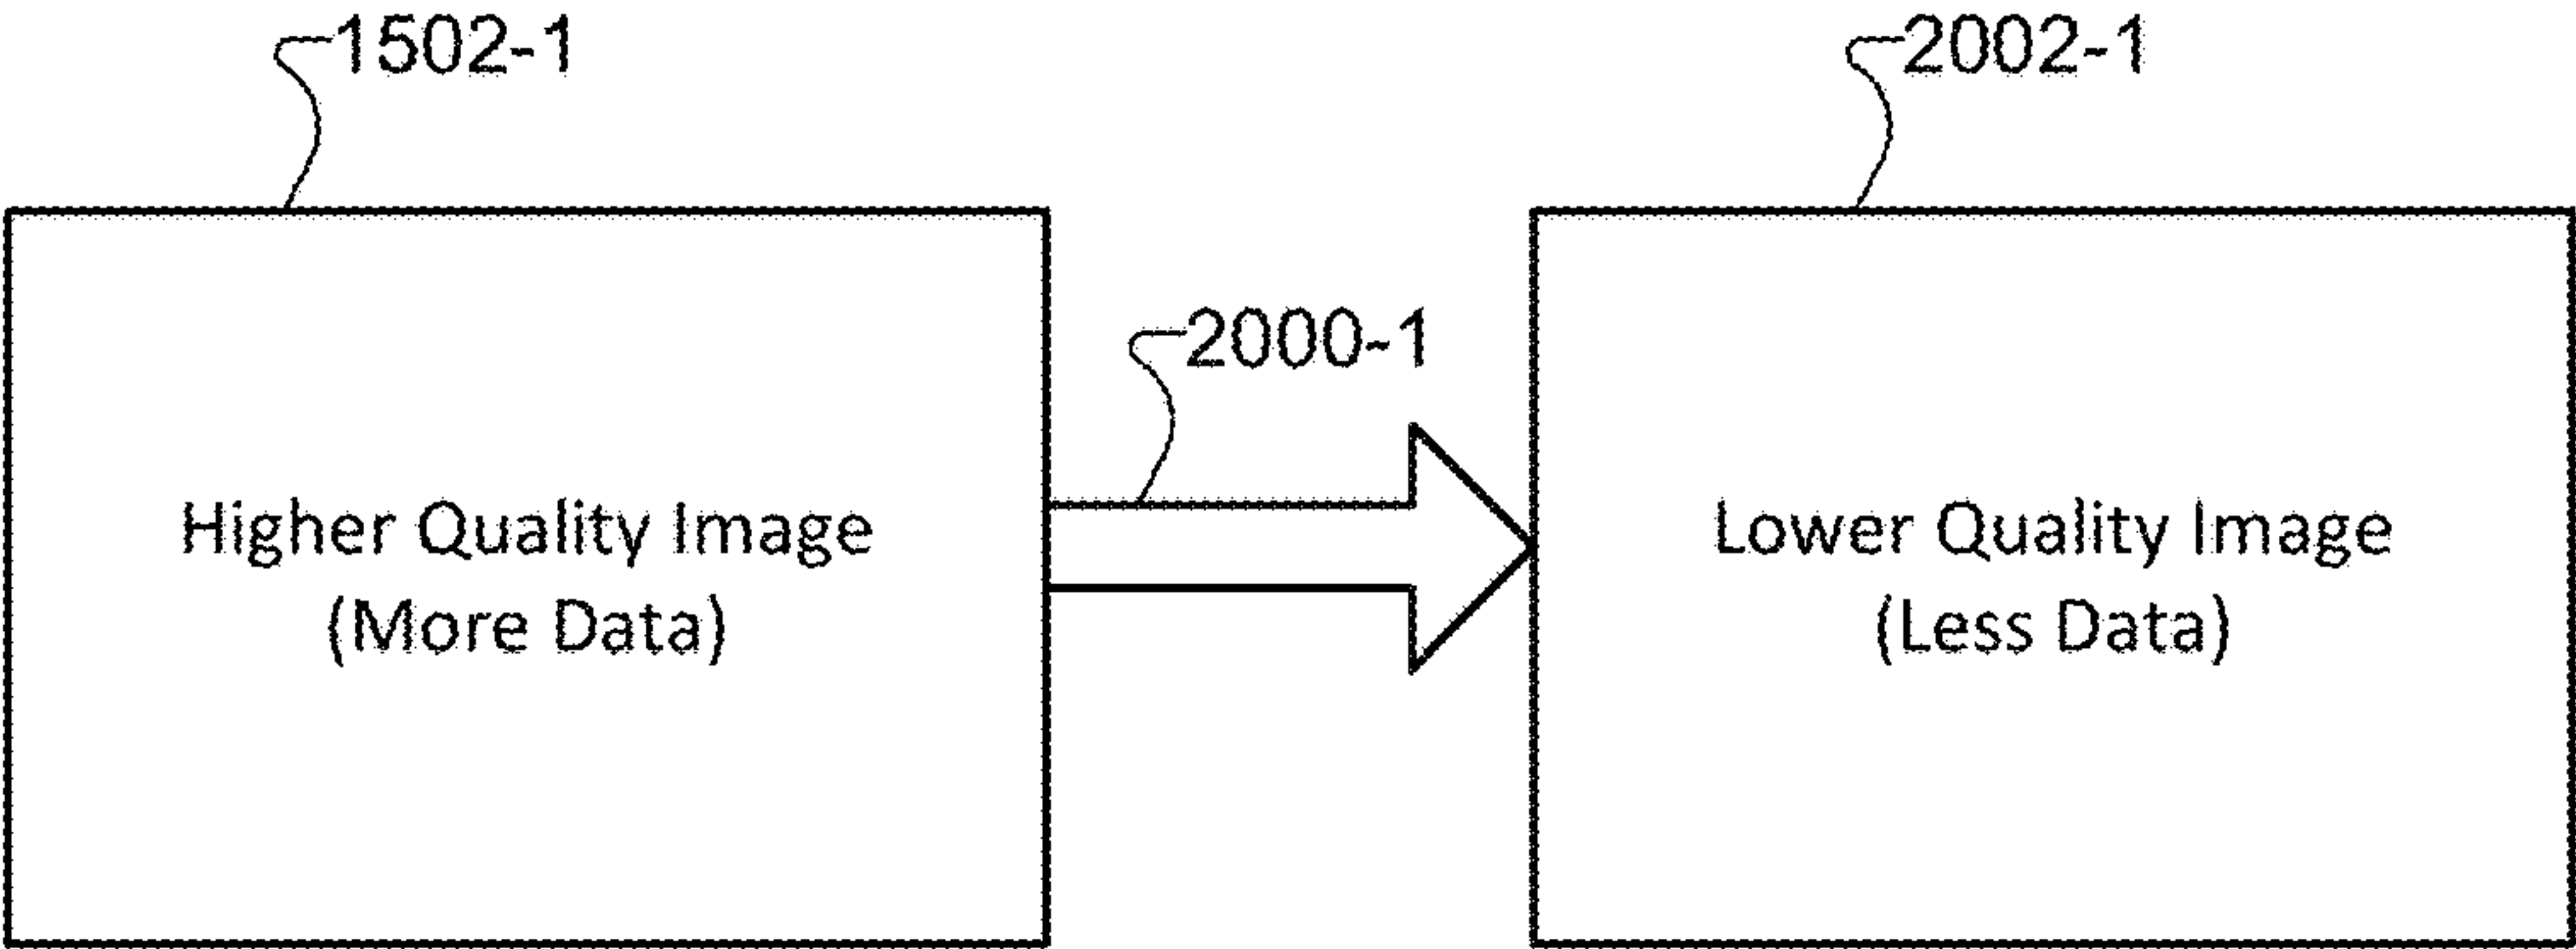 1502-1
2002-1
2000-1
Higher Quality Image
(More Data)
Lower Quality Image
(Less Data)